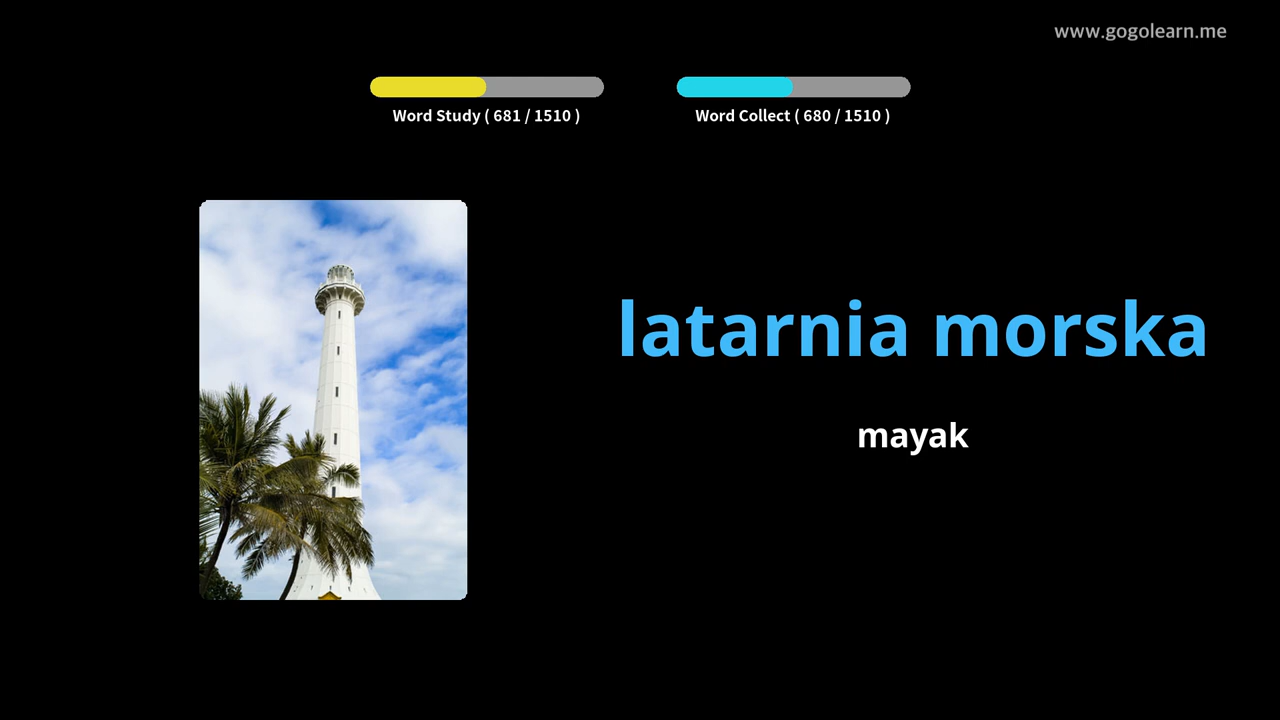 www.gogolearn.me
Word Study ( 681 / 1510 )
Word Collect ( 680 / 1510 )
latarnia morska
mayak